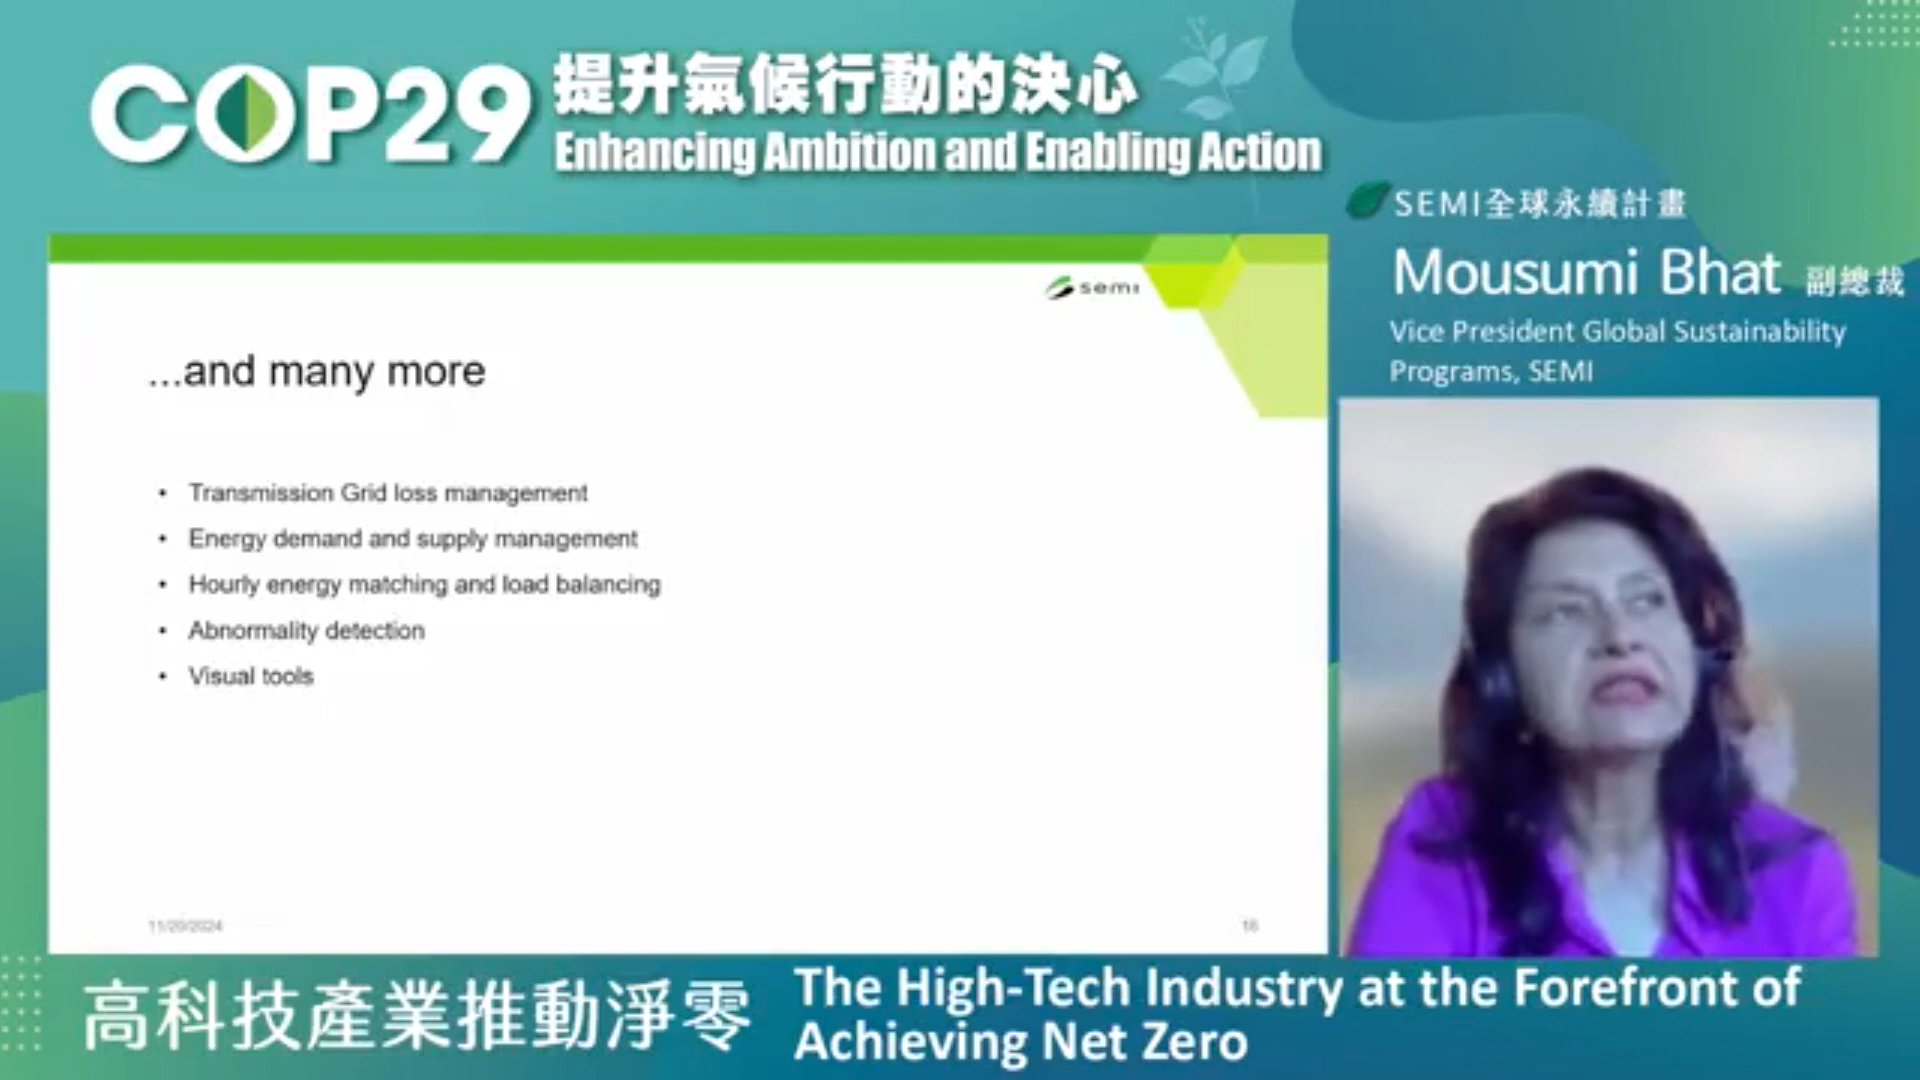 COP29
提升氣候行動的決心
Enhancing Ambition and Enabling Action
SEMI全球永續計畫
Mousumi Bhat 副總裁
Vice President Global Sustainability
Programs, SEMI
semi
...and many more
• Transmission Grid loss management
• Energy demand and supply management
• Hourly energy matching and load balancing
• Abnormality detection
• Visual tools
11/20/2024
高科技產業推動淨零
The High-Tech Industry at the Forefront of
Achieving Net Zero